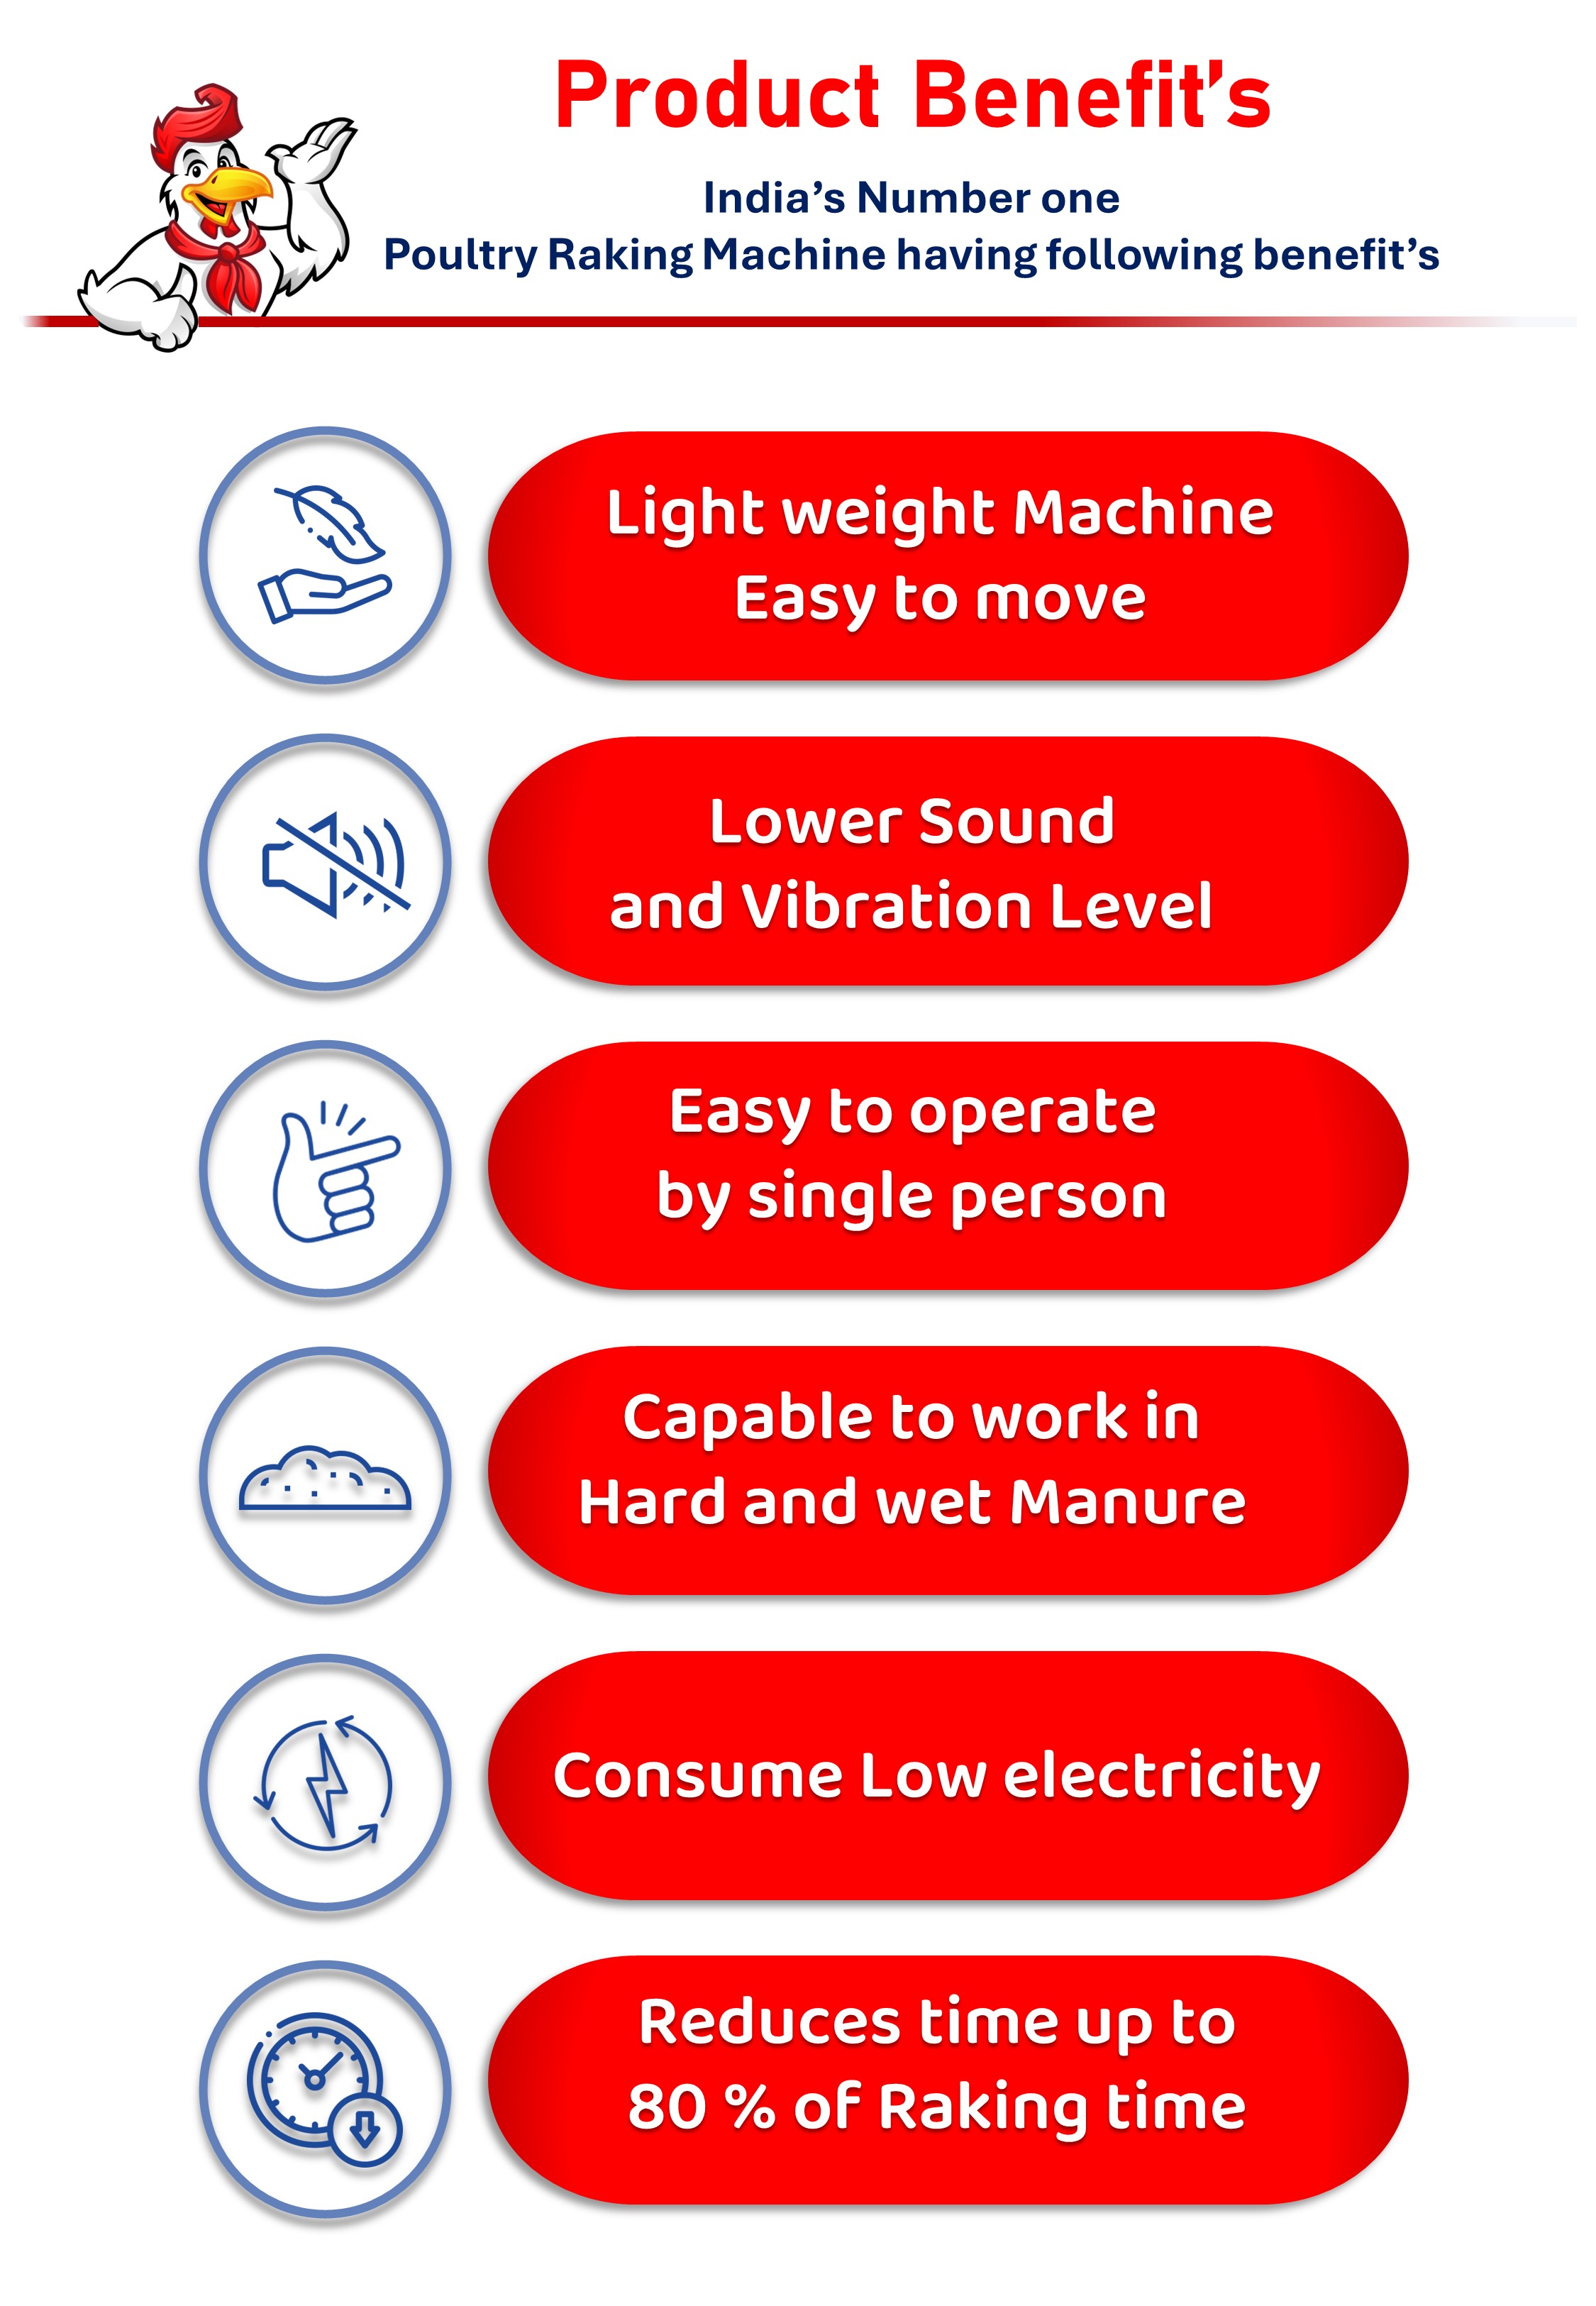 Product Benefit’s
India’s Number one
Poultry Raking Machine having following benefit’s
Light weight Machine
Easy to move
Lower Sound
and Vibration Level
Easy to operate
by single person
Capable to work in
Hard and wet Manure
Consume Low electricity
Reduces time up to
80 % of Raking time